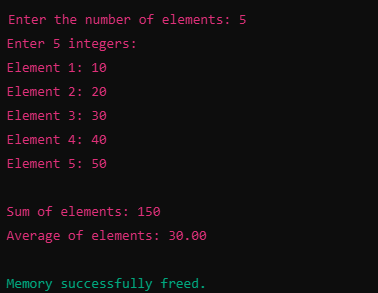 Enter the number of elements: 5
Enter 5 integers:
Element 1: 10
Element 2: 20
Element 3: 30
Element 4: 40
Element 5: 50
Sum of elements: 150
Average of elements: 30.00
Memory successfully freed.